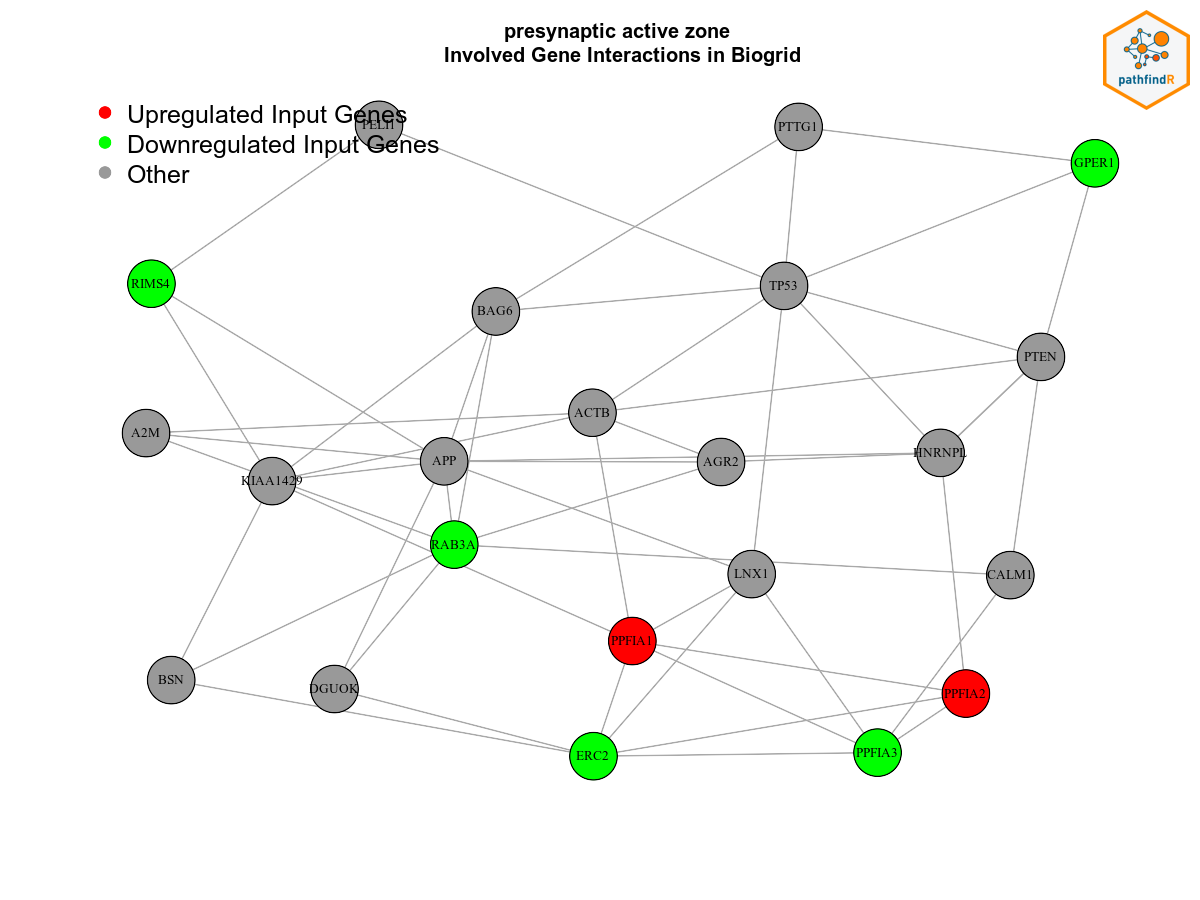 presynaptic active zone
Involved Gene Interactions in Biogrid
pathfindR
Upregulated Input Genes
Downregulated Input Genes
Other
PELI1
PTTG1
GPER1
RIMS4
TP53
BAG6
PTEN
ACTB
A2M
APP
AGR2
HNRNPL
KIAA1429
RAB3A
LNX1
CALM1
PPFIA1
BSN
DGUOK
PPFIA2
ERC2
PPFIA3